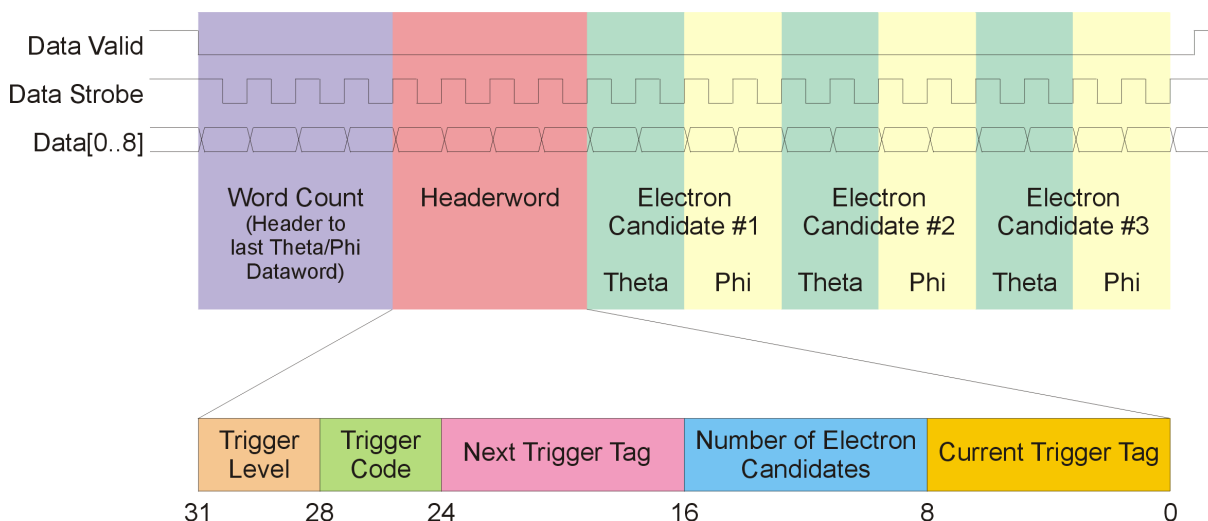 Data Valid
Data Strobe
Data[0..8]
Word Count
(Header to
last Theta/Phi
Dataword)
Headerword
Electron
Candidate #1
Theta
Phi
Electron
Candidate #2
Theta
Phi
Electron
Candidate #3
Theta
Phi
Trigger
Level
Trigger
Code
Next Trigger Tag
Number of Electron
Candidates
Current Trigger Tag
31
28
24
16
8
0